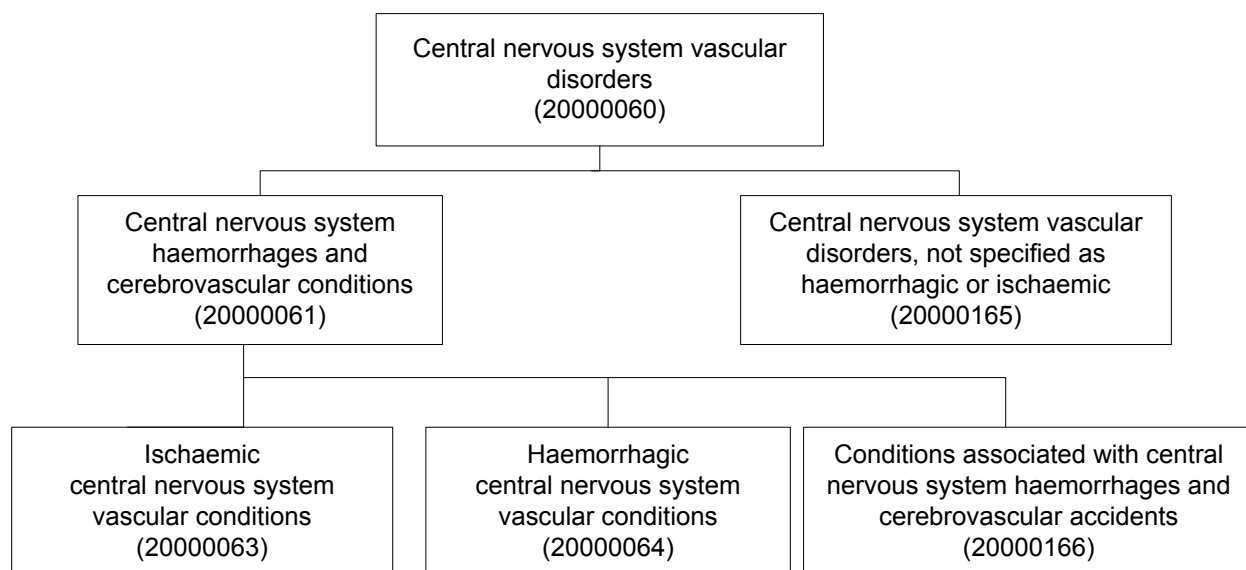 Central nervous system vascular
disorders
(20000060)
Central nervous system
haemorrhages and
cerebrovascular conditions
(20000061)
Central nervous system vascular
disorders, not specified as
haemorrhagic or ischaemic
(20000165)
Ischaemic
central nervous system
vascular conditions
(20000063)
Haemorrhagic
central nervous system
vascular conditions
(20000064)
Conditions associated with central
nervous system haemorrhages and
cerebrovascular accidents
(20000166)